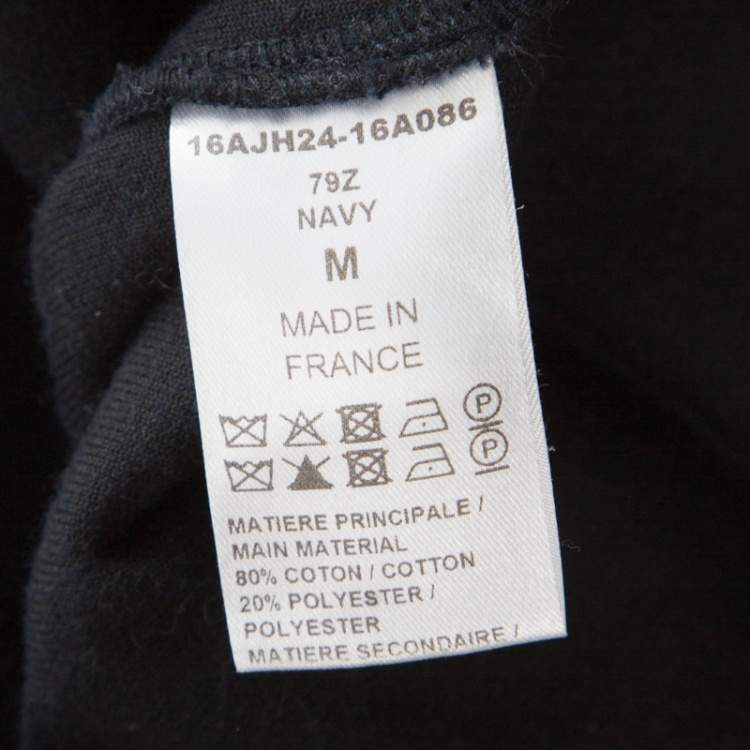 16AJH24-16A086
79Z
NAVY
M
MADE IN
FRANCE
P
P
MATIERE PRINCIPALE /
MAIN MATERIAL
80% COTON / COTTON
20% POLYESTER /
POLYESTER
MATIERE SECONDAIRE /